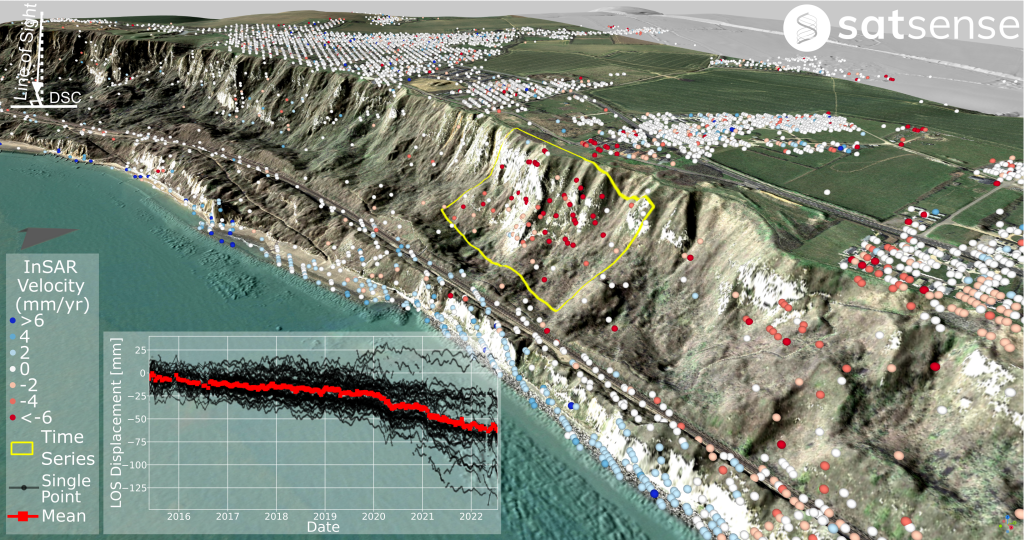 satsense
Line of Sight
DSC
InSAR
Velocity
(mm/yr)
>6
4
2
0
-2
-4
<-6
Time
Series
Single
Point
Mean
LOS Displacement [mm]
25
0
−25
−50
−75
−100
−125
2016
2017
2018
2019
2020
2021
2022
Date